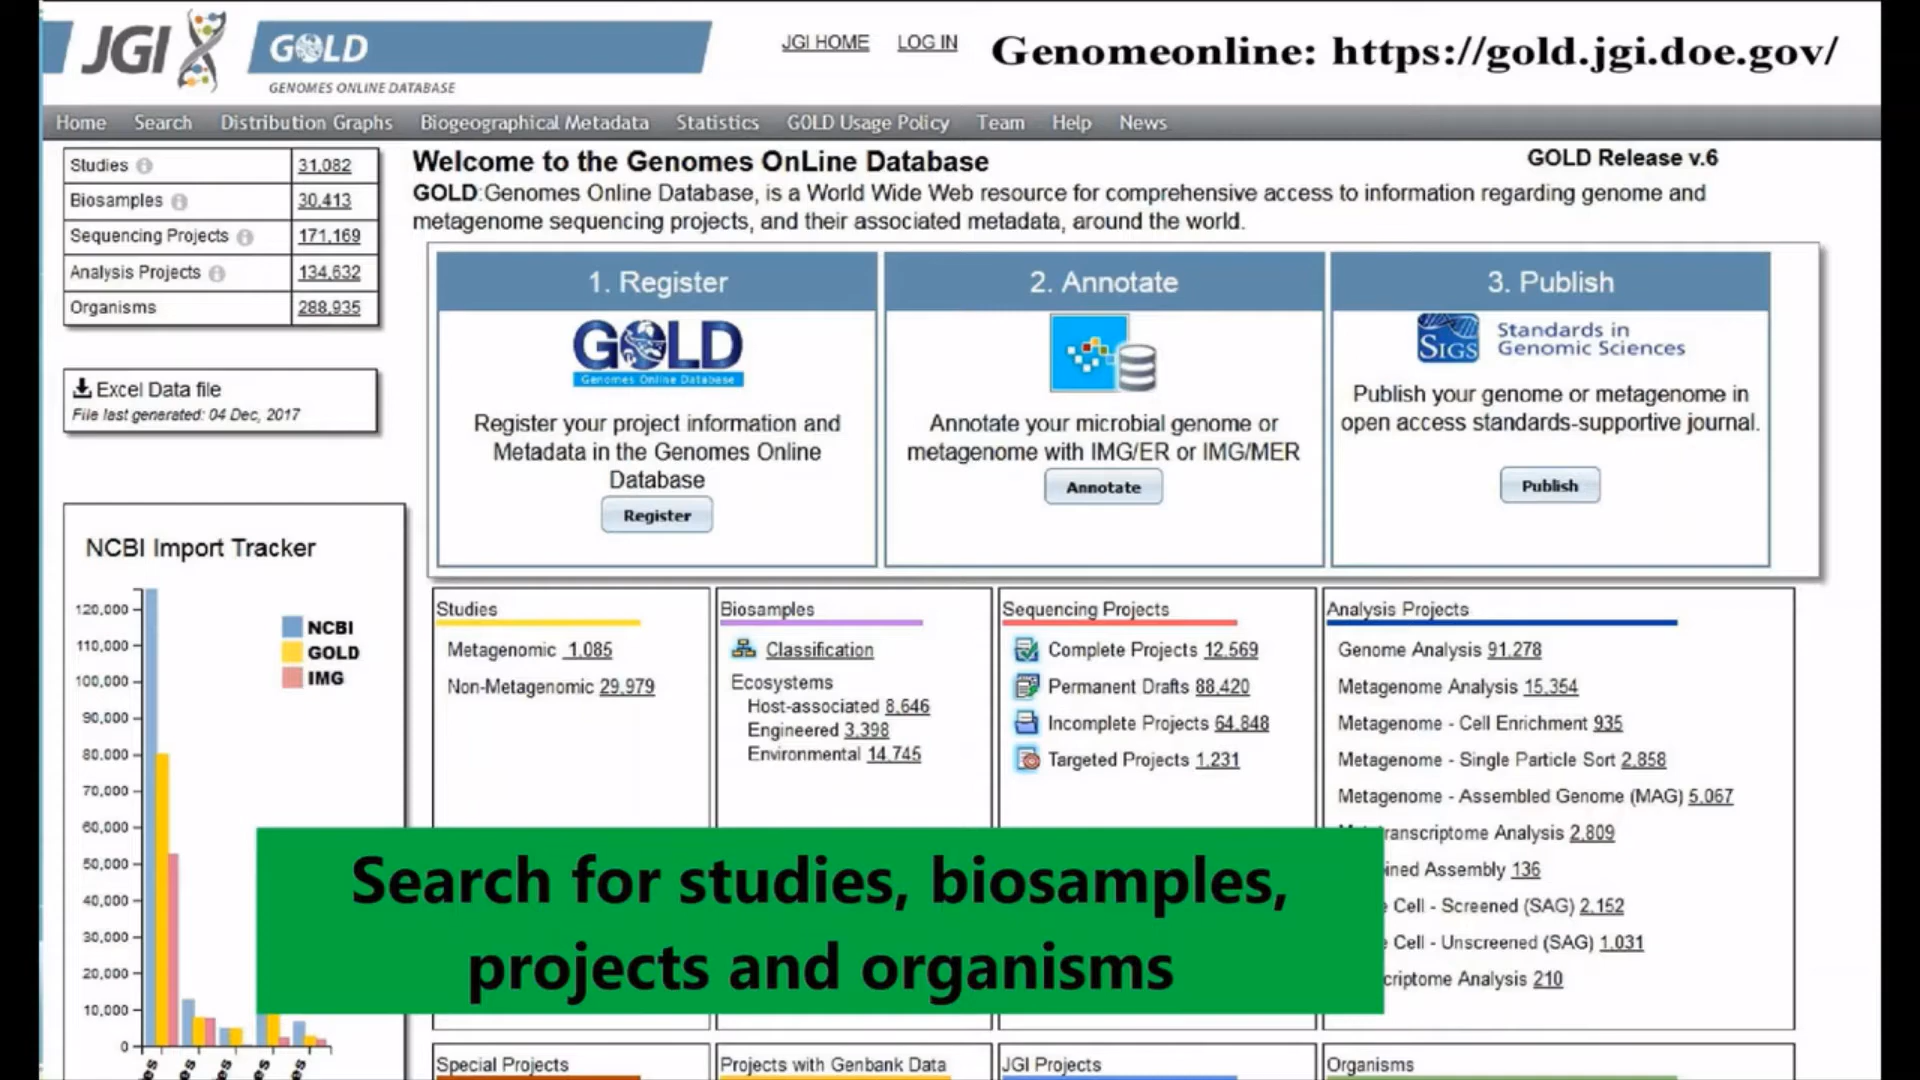 JGI
GOLD
GENOMES ONLINE DATABASE
JGI HOME LOG IN
Genomeonline: https://gold.jgi.doe.gov/
Home Search Distribution Graphs Biogeographical Metadata Statistics GOLD Usage Policy Team Help News
Studies 31,082
Biosamples 30,413
Sequencing Projects 171,169
Analysis Projects 134,632
Organisms 288,935
Excel Data file
File last generated: 04 Dec, 2017
Welcome to the Genomes OnLine Database
GOLD Release v.6
GOLD:Genomes Online Database, is a World Wide Web resource for comprehensive access to information regarding genome and
metagenome sequencing projects, and their associated metadata, around the world.
1. Register
GOLD
Genomes Online Database
Register your project information and
Metadata in the Genomes Online
Database
Register
2. Annotate
Annotate your microbial genome or
metagenome with IMG/ER or IMG/MER
Annotate
3. Publish
SIGS
Standards in
Genomic Sciences
Publish your genome or metagenome in
open access standards-supportive journal.
Publish
NCBI Import Tracker
NCBI
GOLD
IMG
120,000
110,000
100,000
90,000
80,000
70,000
60,000
50,000
40,000
30,000
20,000
10,000
0
Studies
Metagenomic 1,085
Non-Metagenomic 29,979
Biosamples
Classification
Ecosystems
Host-associated 8,646
Engineered 3,398
Environmental 14,745
Sequencing Projects
Complete Projects 12,569
Permanent Drafts 88,420
Incomplete Projects 64,848
Targeted Projects 1,231
Analysis Projects
Genome Analysis 91,278
Metagenome Analysis 15,354
Metagenome - Cell Enrichment 935
Metagenome - Single Particle Sort 2,858
Metagenome - Assembled Genome (MAG) 5,067
Analysis 2,809
Assembly 136
Cell - Screened (SAG) 2,152
Cell - Unscreened (SAG) 1,031
Analysis 210
Search for studies, biosamples,
projects and organisms
Special Projects
Projects with Genbank Data
JGI Projects
Organisms